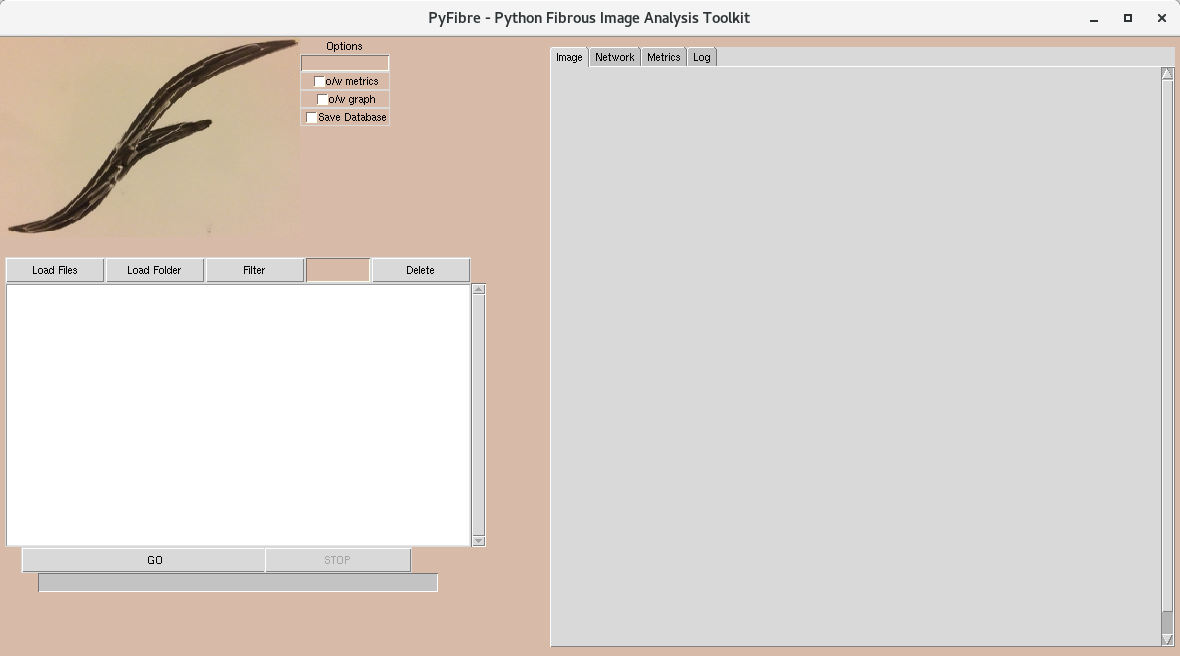 PyFibre - Python Fibrous Image Analysis Toolkit
Options
o/w metrics
o/w graph
Save Database
Image Network Metrics Log
Load Files Load Folder Filter Delete
GO STOP